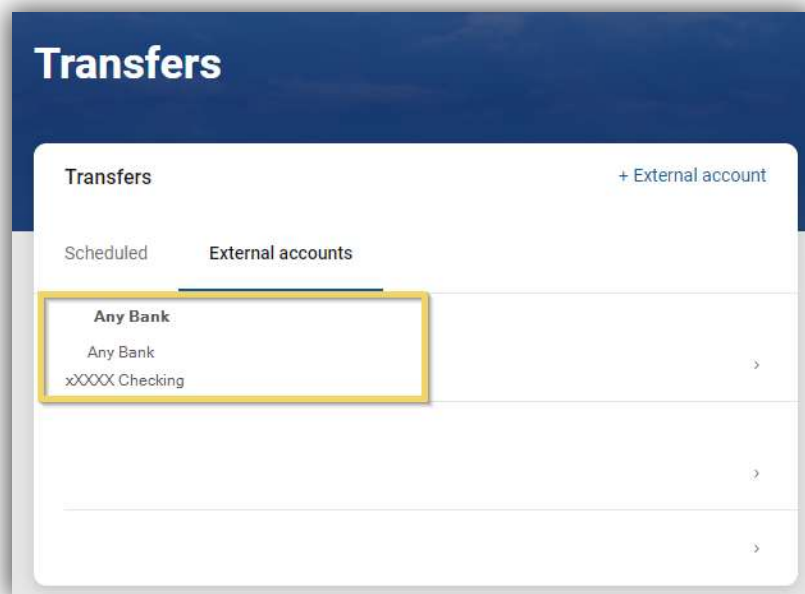 Transfers
Transfers
+ External account
Scheduled
External accounts
Any Bank
Any Bank
xXXXX Checking